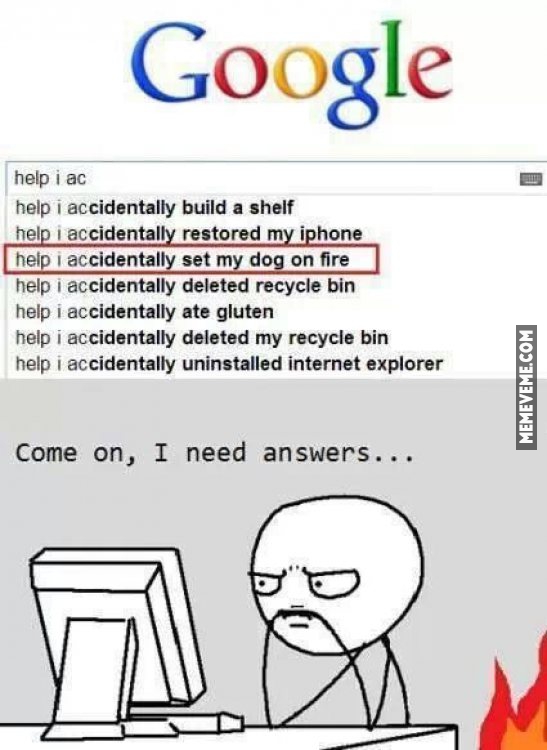 Google
help i ac
help i accidentally build a shelf
help i accidentally restored my iphone
help i accidentally set my dog on fire
help i accidentally deleted recycle bin
help i accidentally ate gluten
help i accidentally deleted my recycle bin
help i accidentally uninstalled internet explorer
MEMEVEME.COM
Come on, I need answers...